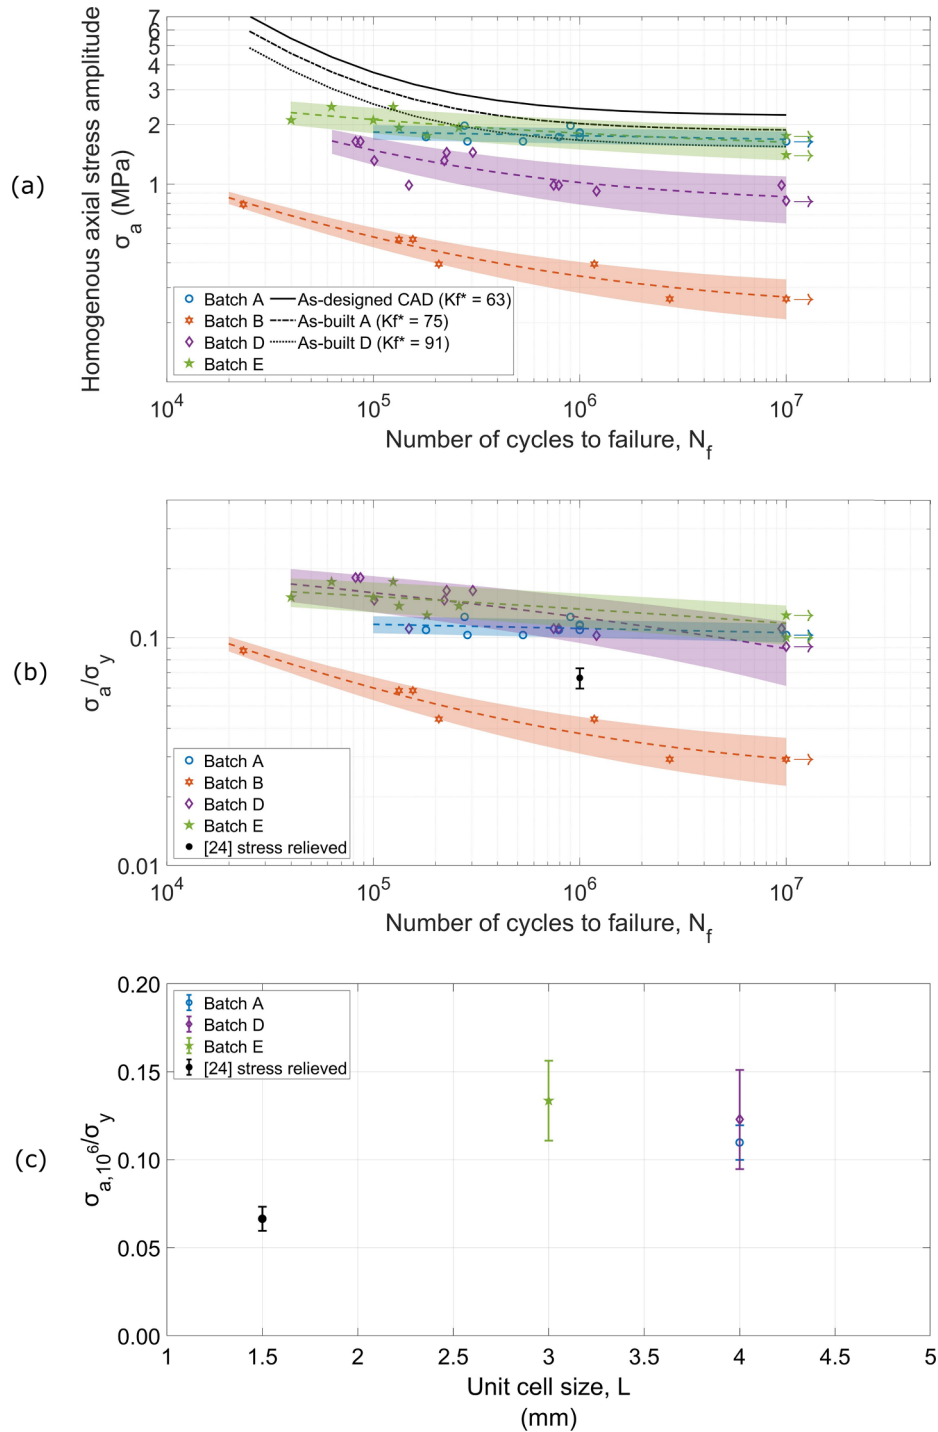 (a)
Homogenous axial stress amplitude
σa (MPa)
7
6
5
4
3
2
1
Batch A
Batch B
Batch D
Batch E
As-designed CAD (Kf* = 63)
As-built A (Kf* = 75)
As-built D (Kf* = 91)
10^4
10^5
10^6
10^7
Number of cycles to failure, Nf
(b)
σa/σy
0.1
0.01
Batch A
Batch B
Batch D
Batch E
[24] stress relieved
10^4
10^5
10^6
10^7
Number of cycles to failure, Nf
(c)
σa,10^6/σy
0.20
0.15
0.10
0.05
0.00
Batch A
Batch D
Batch E
[24] stress relieved
1
1.5
2
2.5
3
3.5
4
4.5
5
Unit cell size, L
(mm)